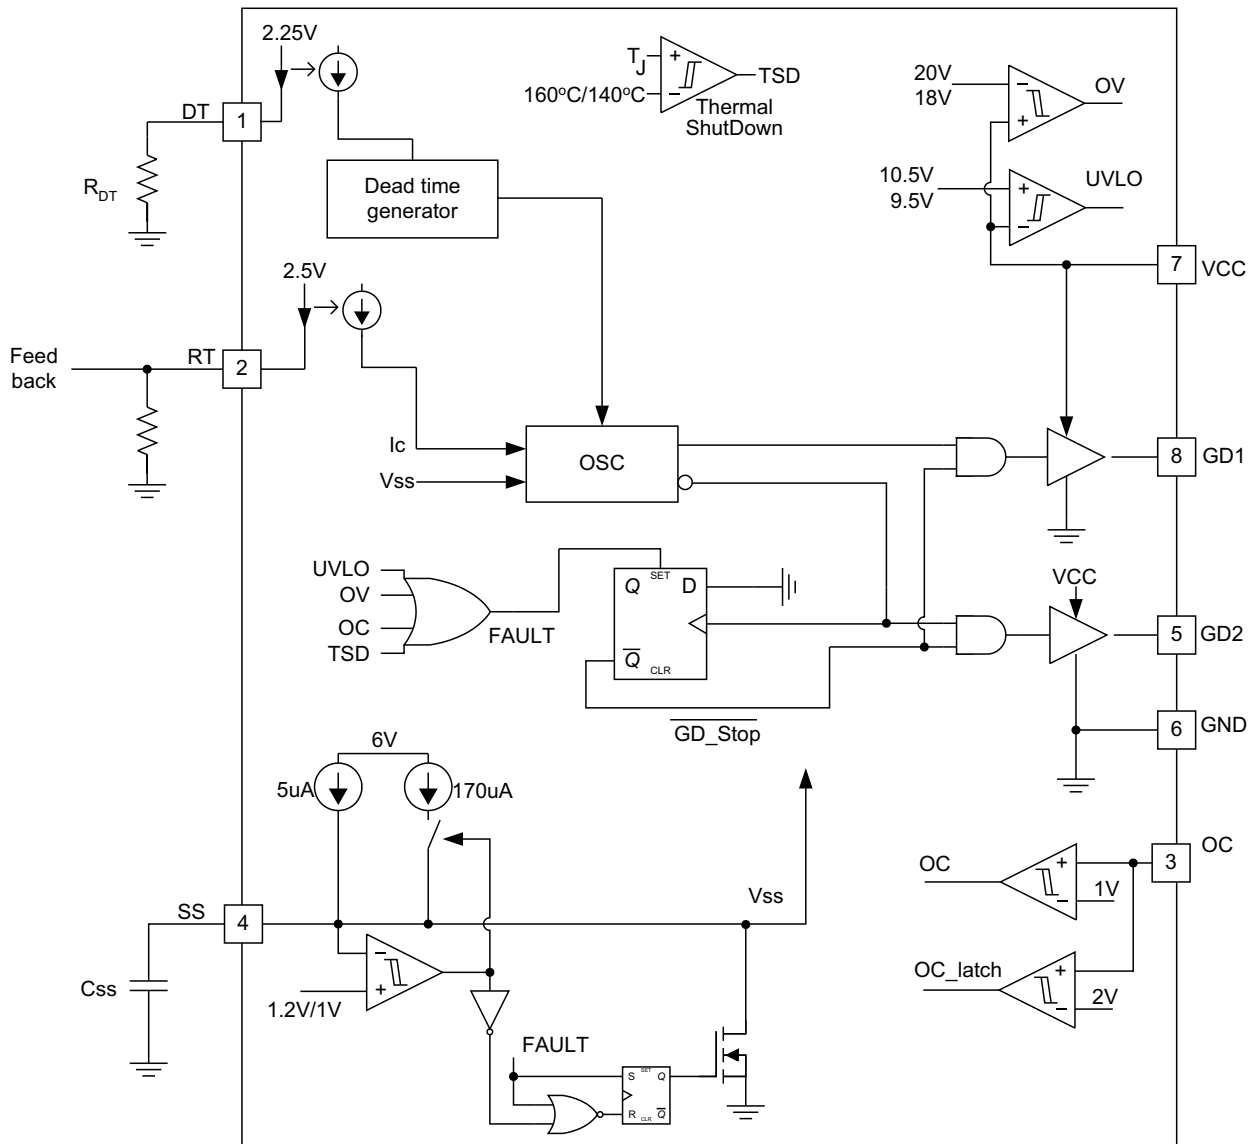 2.25V
DT
1
R_DT
Dead time
generator
T_J
+
−
160°C/140°C
TSD
Thermal
ShutDown
20V
18V
−
+
OV
10.5V
9.5V
+
−
UVLO
7
VCC
2.5V
RT
2
Feed
back
Ic
Vss
OSC
8
GD1
UVLO
OV
OC
TSD
FAULT
Q
SET
D
Q
CLR
GD_Stop
VCC
5
GD2
6
GND
6V
5uA
170uA
Vss
SS
4
Css
−
+
1.2V/1V
FAULT
S
SET
Q
R
CLR
Q
OC
3
OC
+
−
1V
OC_latch
+
−
2V